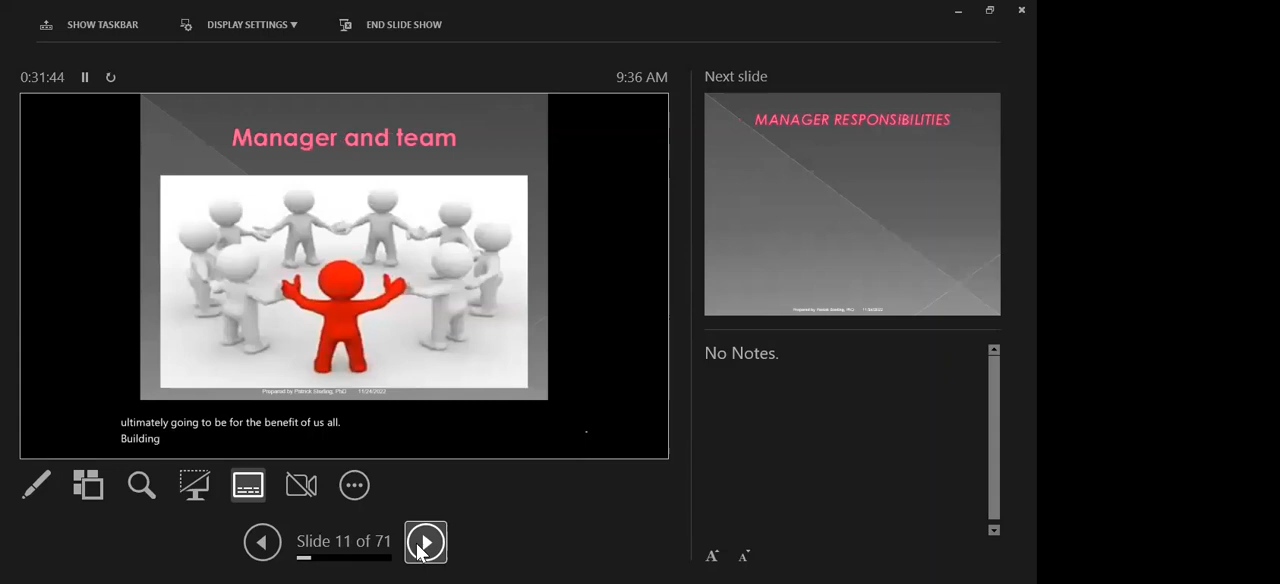 SHOW TASKBAR
DISPLAY SETTINGS ▼
END SLIDE SHOW
0:31:44
9:36 AM
Next slide
Manager and team
Prepared by Patrick Sterling, PhD 11/24/2022
ultimately going to be for the benefit of us all.
Building
MANAGER RESPONSIBILITIES
No Notes.
Slide 11 of 71
A
A